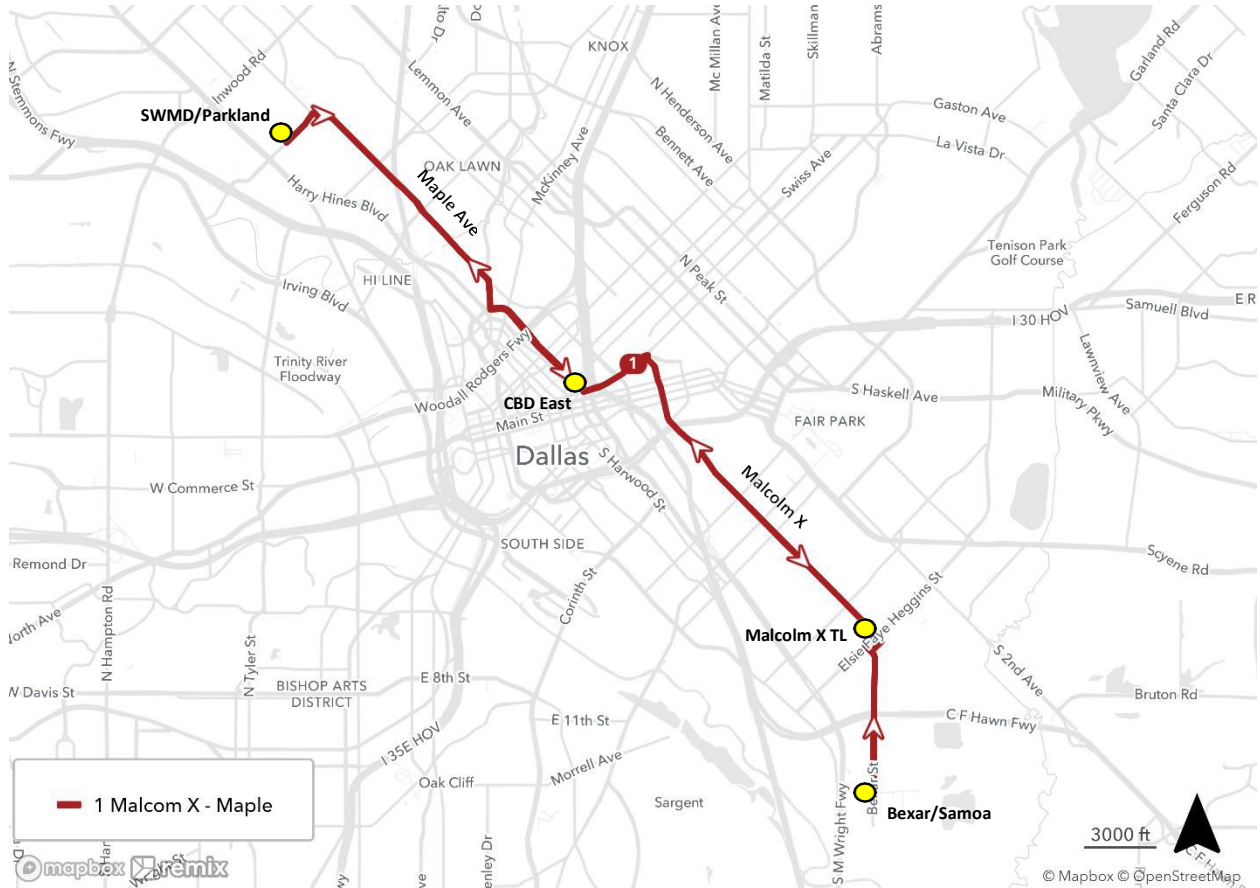 KNOX
Mc Millan Ave
Matilda St
Skillman
Abrams
Garland Rd
Santa Clara Dr
Inwood Rd
N Stemmons Fwy
Lemmon Ave
N Henderson Ave
Gaston Ave
SWMD/Parkland
Bennett Ave
La Vista Dr
McKinney Ave
OAK LAWN
Swiss Ave
Ferguson Rd
Maple Ave
Harry Hines Blvd
Tenison Park
Golf Course
N Peak St
HI LINE
Irving Blvd
Samuell Blvd
E R
I 30 HOV
Trinity River
Floodway
Woodall Rodgers Fwy
1
Lawnview Ave
CBD East
S Haskell Ave
Military Pkwy
Main St
FAIR PARK
Dallas
S Harwood St
W Commerce St
Malcolm X
SOUTH SIDE
Remond Dr
Scyene Rd
Corinth St
N Hampton Rd
Elsie Faye Heggins St
North Ave
N Tyler St
Malcolm X TL
S 2nd Ave
W Davis St
BISHOP ARTS
DISTRICT
E 8th St
Bruton Rd
E 11th St
C F Hawn Fwy
I 35E HOV
Morrell Ave
Oak Cliff
Bexar St
S M Wright Fwy
Sargent
1 Malcom X - Maple
Bexar/Samoa
3000 ft
mapbox remix
enley Dr
C F H
© Mapbox © OpenStreetMap